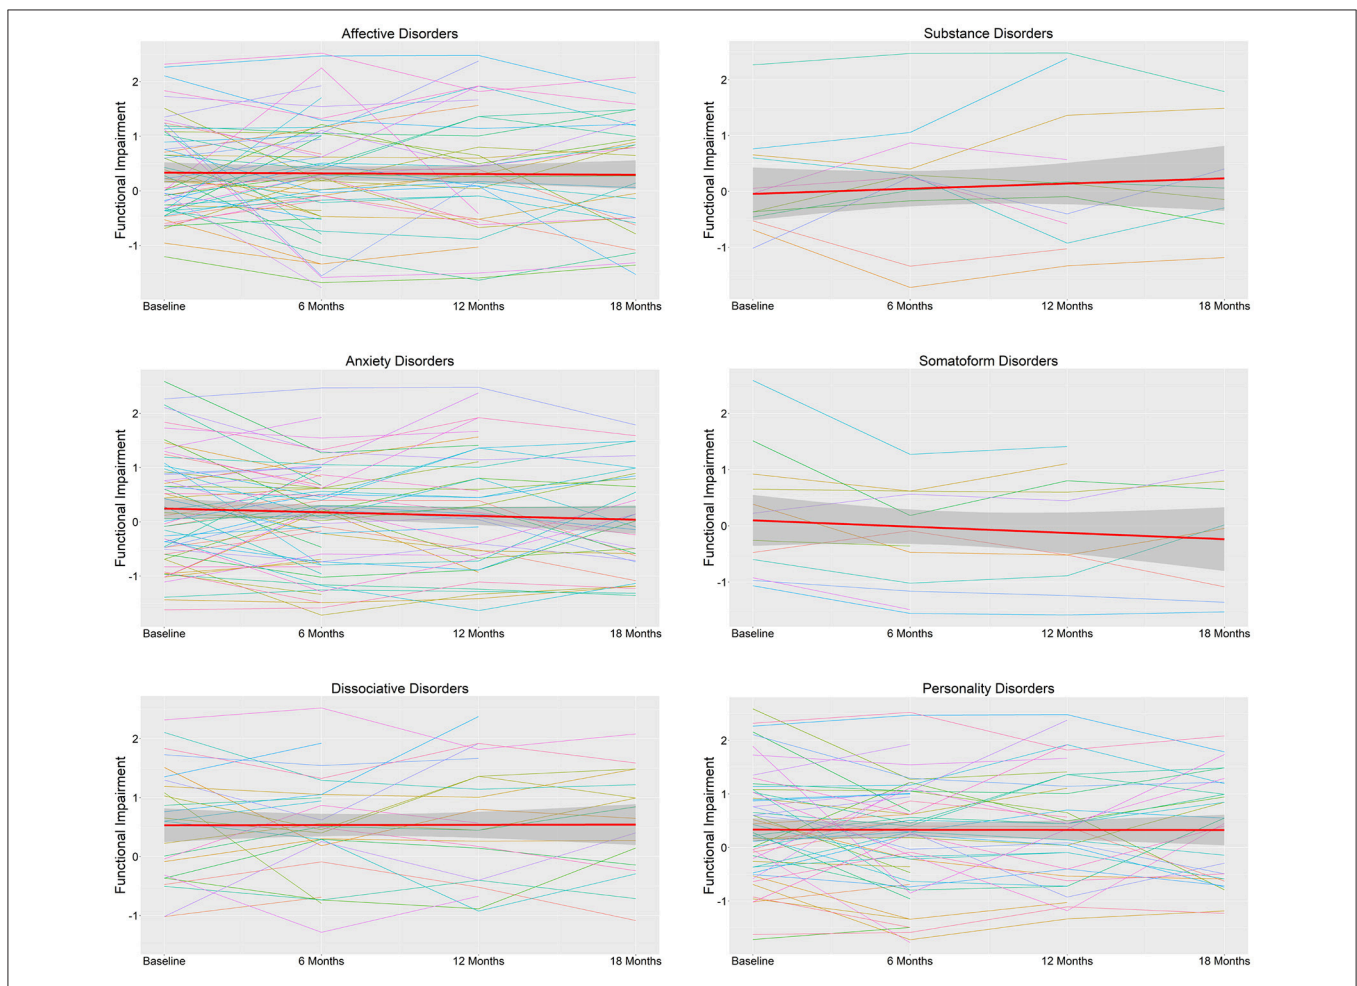 Affective Disorders
Functional Impairment
2
1
0
-1
Baseline
6 Months
12 Months
18 Months
Substance Disorders
Functional Impairment
2
1
0
-1
Baseline
6 Months
12 Months
18 Months
Anxiety Disorders
Functional Impairment
2
1
0
-1
Baseline
6 Months
12 Months
18 Months
Somatoform Disorders
Functional Impairment
2
1
0
-1
Baseline
6 Months
12 Months
18 Months
Dissociative Disorders
Functional Impairment
2
1
0
-1
Baseline
6 Months
12 Months
18 Months
Personality Disorders
Functional Impairment
2
1
0
-1
Baseline
6 Months
12 Months
18 Months